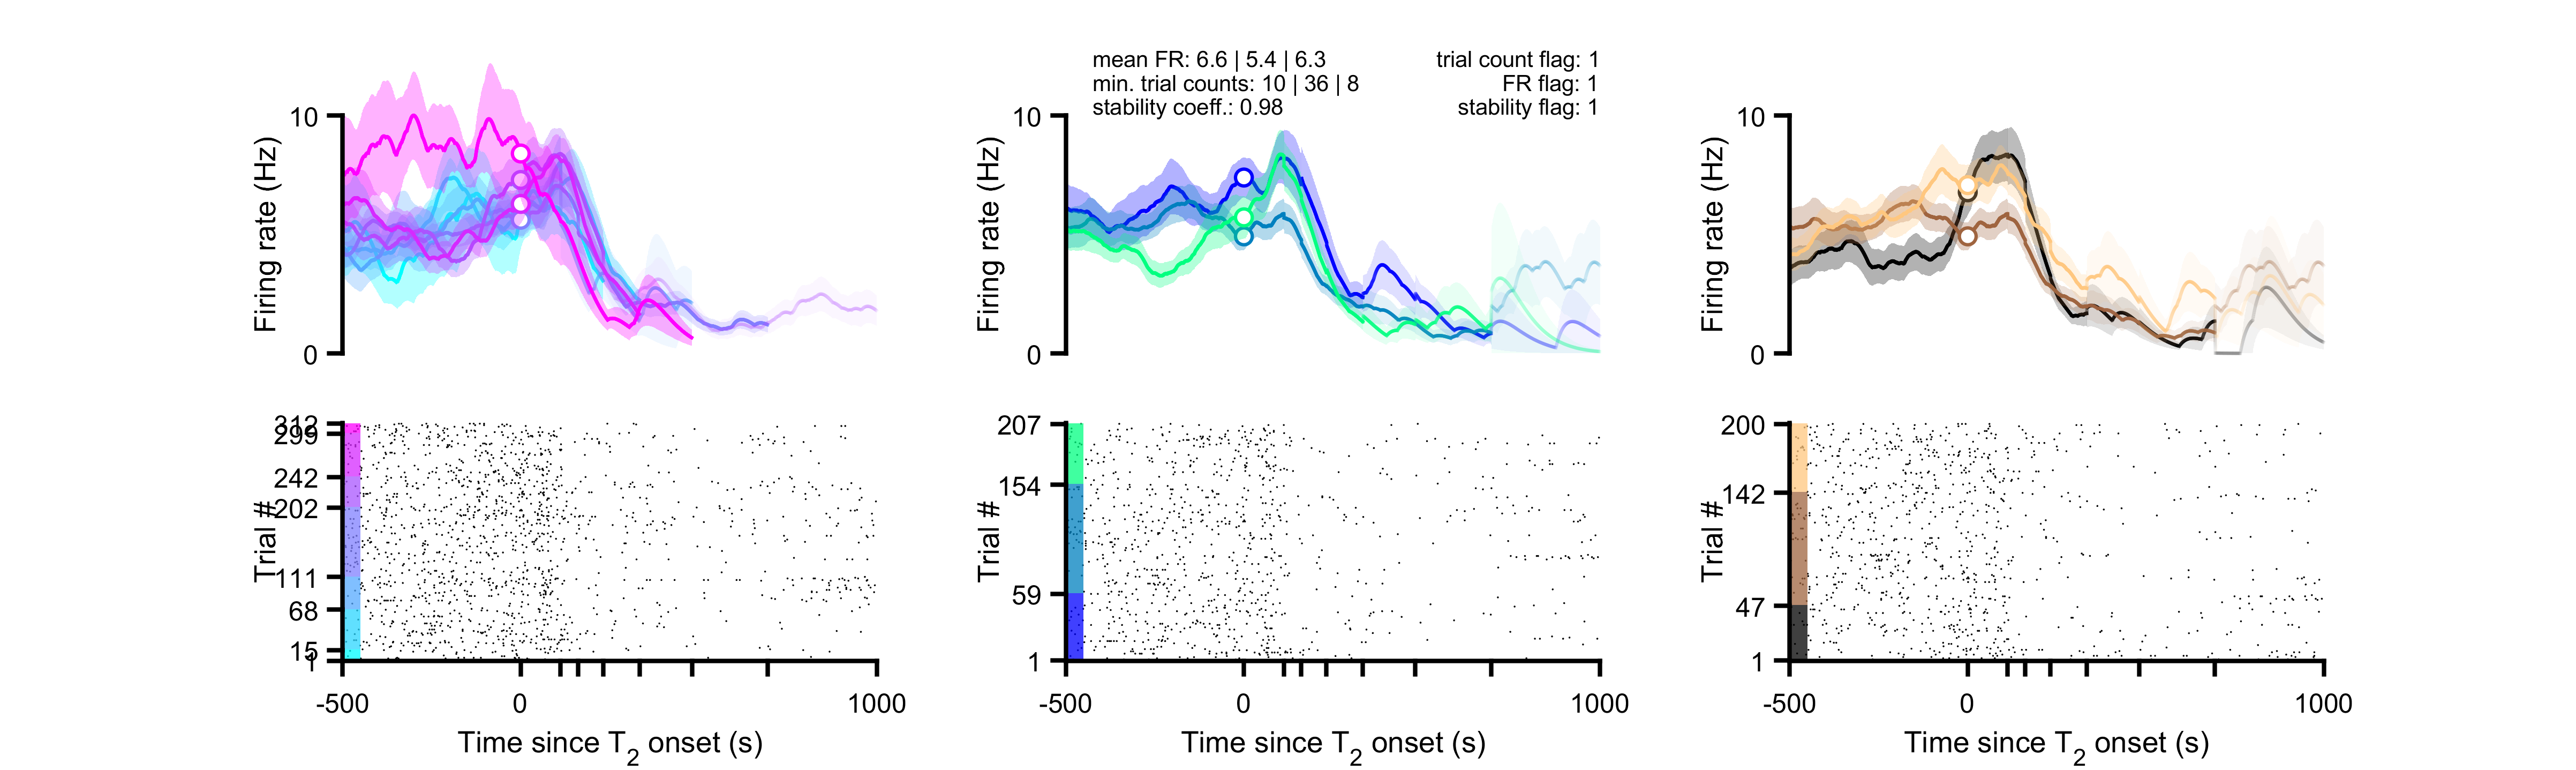 mean FR: 6.6 | 5.4 | 6.3
min. trial counts: 10 | 36 | 8
stability coeff.: 0.98
trial count flag: 1
FR flag: 1
stability flag: 1
Firing rate (Hz)
10
0
Firing rate (Hz)
10
0
Firing rate (Hz)
10
0
Trial #
312
299
242
202
111
68
15
1
-500
0
1000
Time since T2 onset (s)
Trial #
207
154
59
1
-500
0
1000
Time since T2 onset (s)
Trial #
200
142
47
1
-500
0
1000
Time since T2 onset (s)